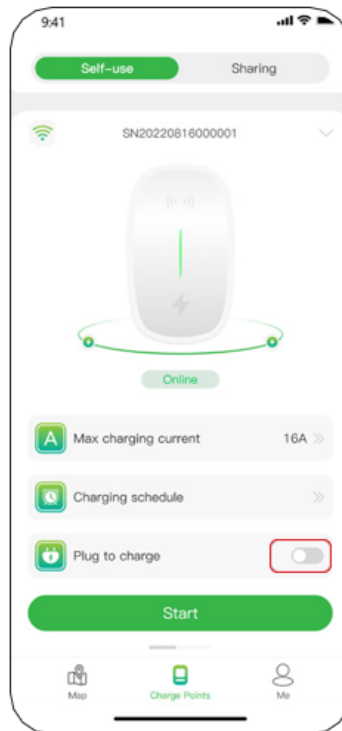 9:41
Self-use Sharing
SN20220816000001
Online
A Max charging current 16A
Charging schedule
Plug to charge
Start
Map Charge Points Me